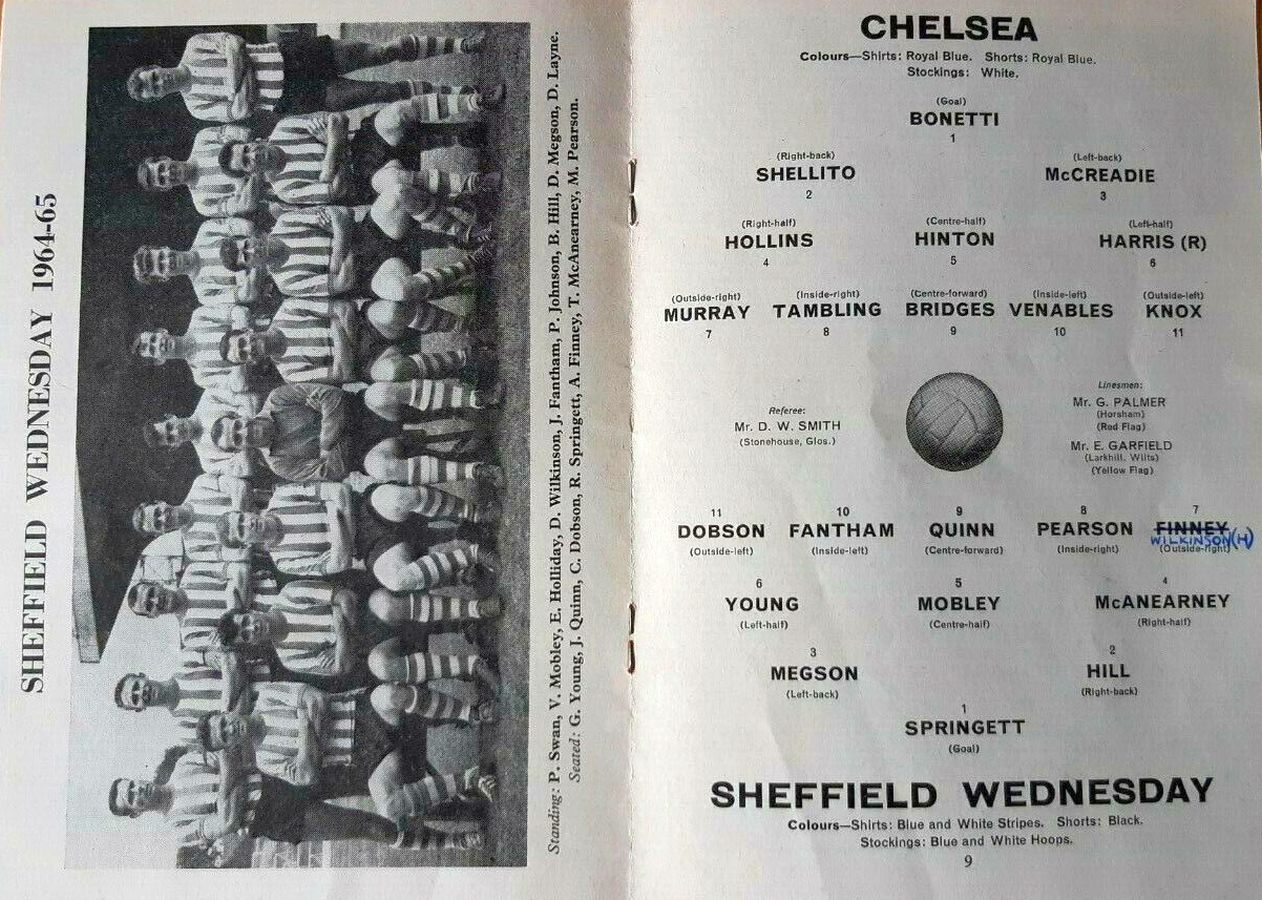 SHEFFIELD WEDNESDAY 1964-65
Standing: P. Swan, V. Mobley, E. Holliday, D. Wilkinson, J. Fantham, P. Johnson, B. Hill, D. Megson, D. Layne.
Seated: G. Young, J. Quinn, C. Dobson, R. Springett, A. Finney, T. McAnearney, M. Pearson.
CHELSEA
Colours—Shirts: Royal Blue. Shorts: Royal Blue.
Stockings: White.
(Goal)
BONETTI
1
(Right-back) (Left-back)
SHELLITO McCREADIE
2 3
(Right-half) (Centre-half) (Left-half)
HOLLINS HINTON HARRIS (R)
4 5 6
(Outside-right) (Inside-right) (Centre-forward) (Inside-left) (Outside-left)
MURRAY TAMBLING BRIDGES VENABLES KNOX
7 8 9 10 11
Referee:
Mr. D. W. SMITH
(Stonehouse, Glos.)
Linesmen:
Mr. G. PALMER
(Horsham)
(Red Flag)
Mr. E. GARFIELD
(Larkhill, Wilts)
(Yellow Flag)
11 10 9 8 7
DOBSON FANTHAM QUINN PEARSON FINNEY
WILKINSON (H)
(Outside-left) (Inside-left) (Centre-forward) (Inside-right) (Outside-right)
6 5 4
YOUNG MOBLEY McANEARNEY
(Left-half) (Centre-half) (Right-half)
3 2
MEGSON HILL
(Left-back) (Right-back)
1
SPRINGETT
(Goal)
SHEFFIELD WEDNESDAY
Colours—Shirts: Blue and White Stripes. Shorts: Black.
Stockings: Blue and White Hoops.
9